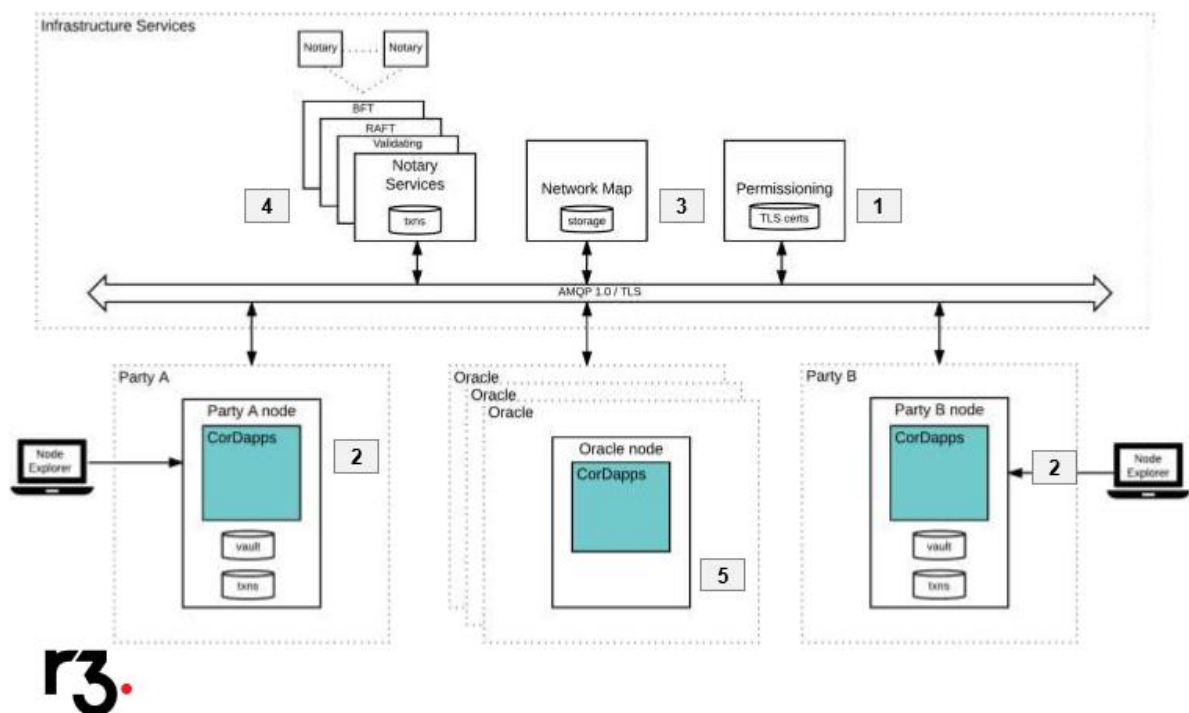 Infrastructure Services
Notary
Notary
BFT
RAFT
Validating
Notary
Services
txns
4
Network Map
storage
3
Permissioning
TLS certs
1
AMQP 1.0 / TLS
Party A
Party A node
CorDapps
vault
txns
2
Node
Explorer
Oracle
Oracle
Oracle
Oracle node
CorDapps
5
Party B
Party B node
CorDapps
vault
txns
2
Node
Explorer
r3.